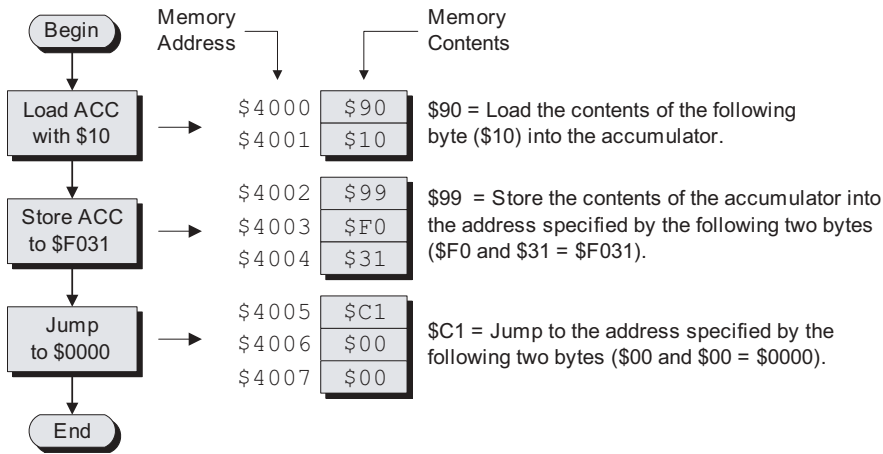 Begin
Memory
Address
Memory
Contents
Load ACC
with $10
$4000 $90
$4001 $10
$90 = Load the contents of the following
byte ($10) into the accumulator.
Store ACC
to $F031
$4002 $99
$4003 $F0
$4004 $31
$99 = Store the contents of the accumulator into
the address specified by the following two bytes
($F0 and $31 = $F031).
Jump
to $0000
$4005 $C1
$4006 $00
$4007 $00
$C1 = Jump to the address specified by the
following two bytes ($00 and $00 = $0000).
End